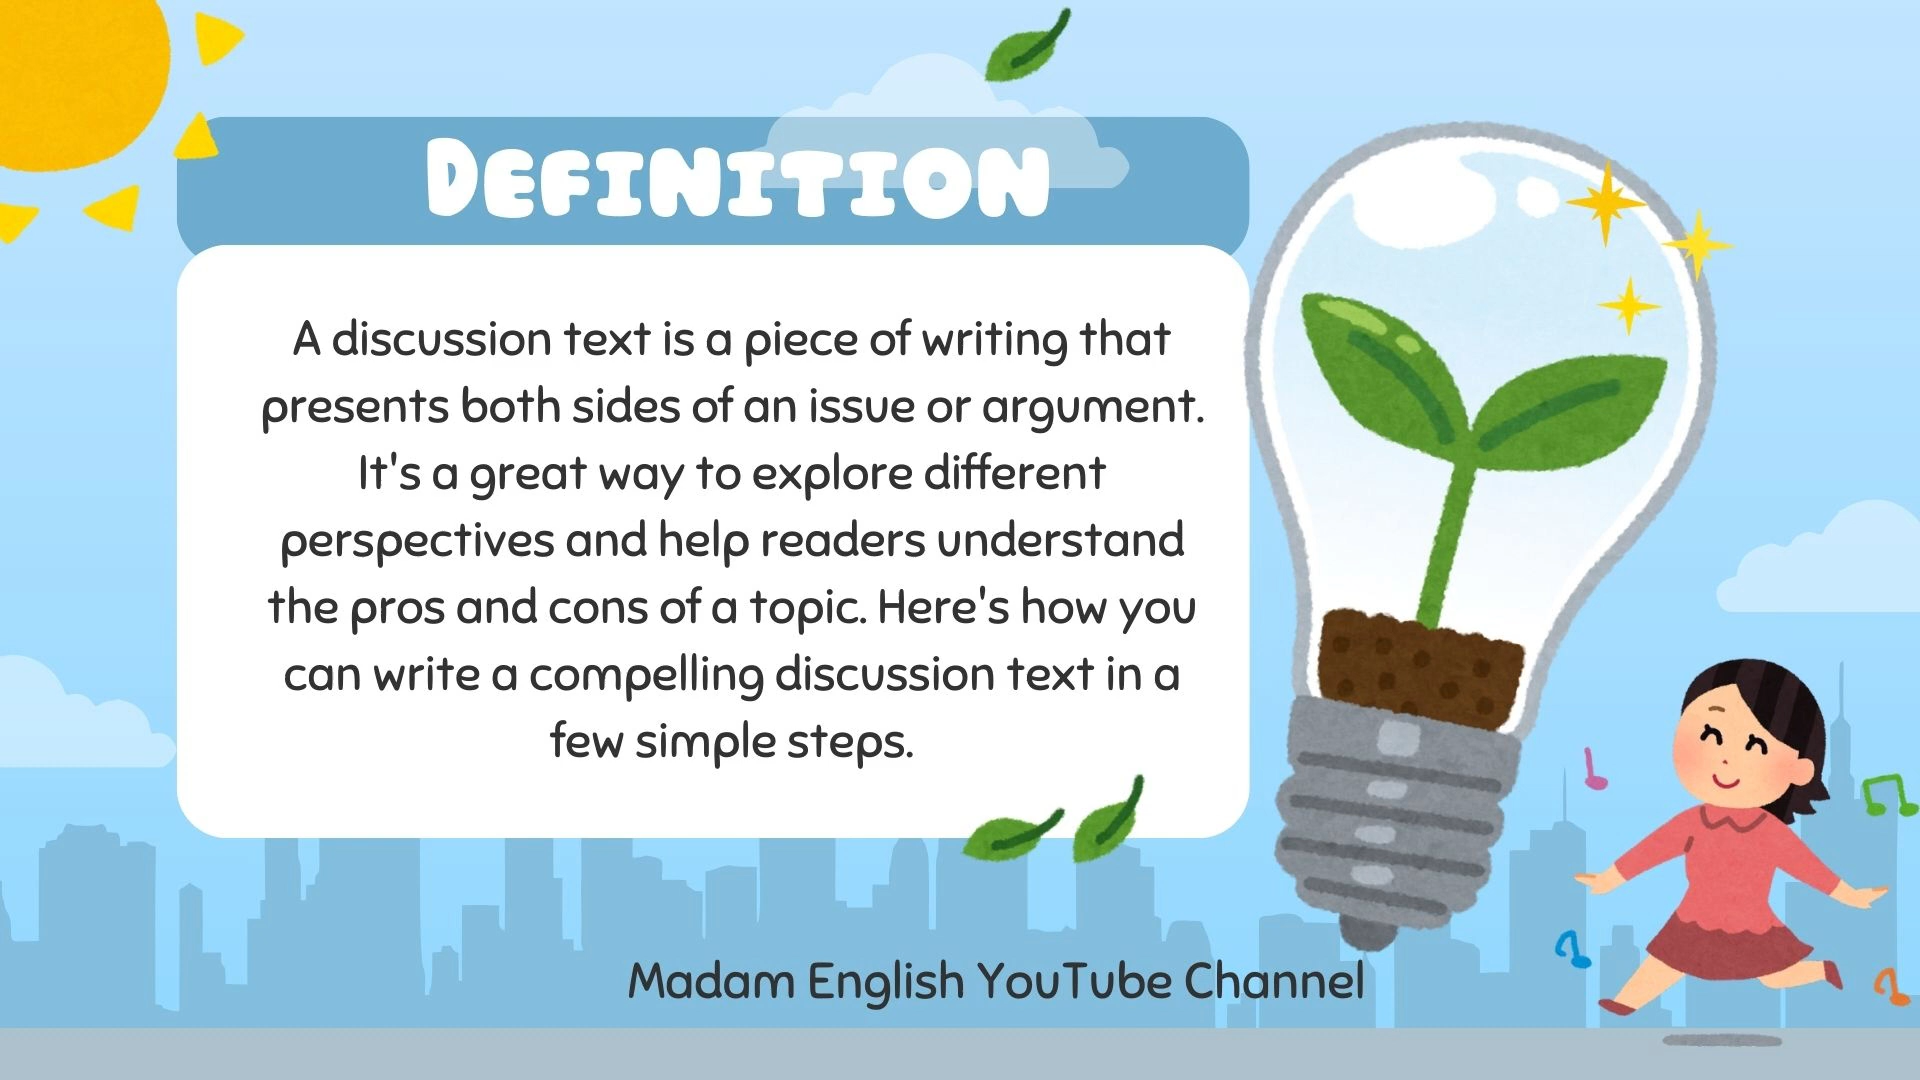 DEFINITION
A discussion text is a piece of writing that
presents both sides of an issue or argument.
It's a great way to explore different
perspectives and help readers understand
the pros and cons of a topic. Here's how you
can write a compelling discussion text in a
few simple steps.
Madam English YouTube Channel